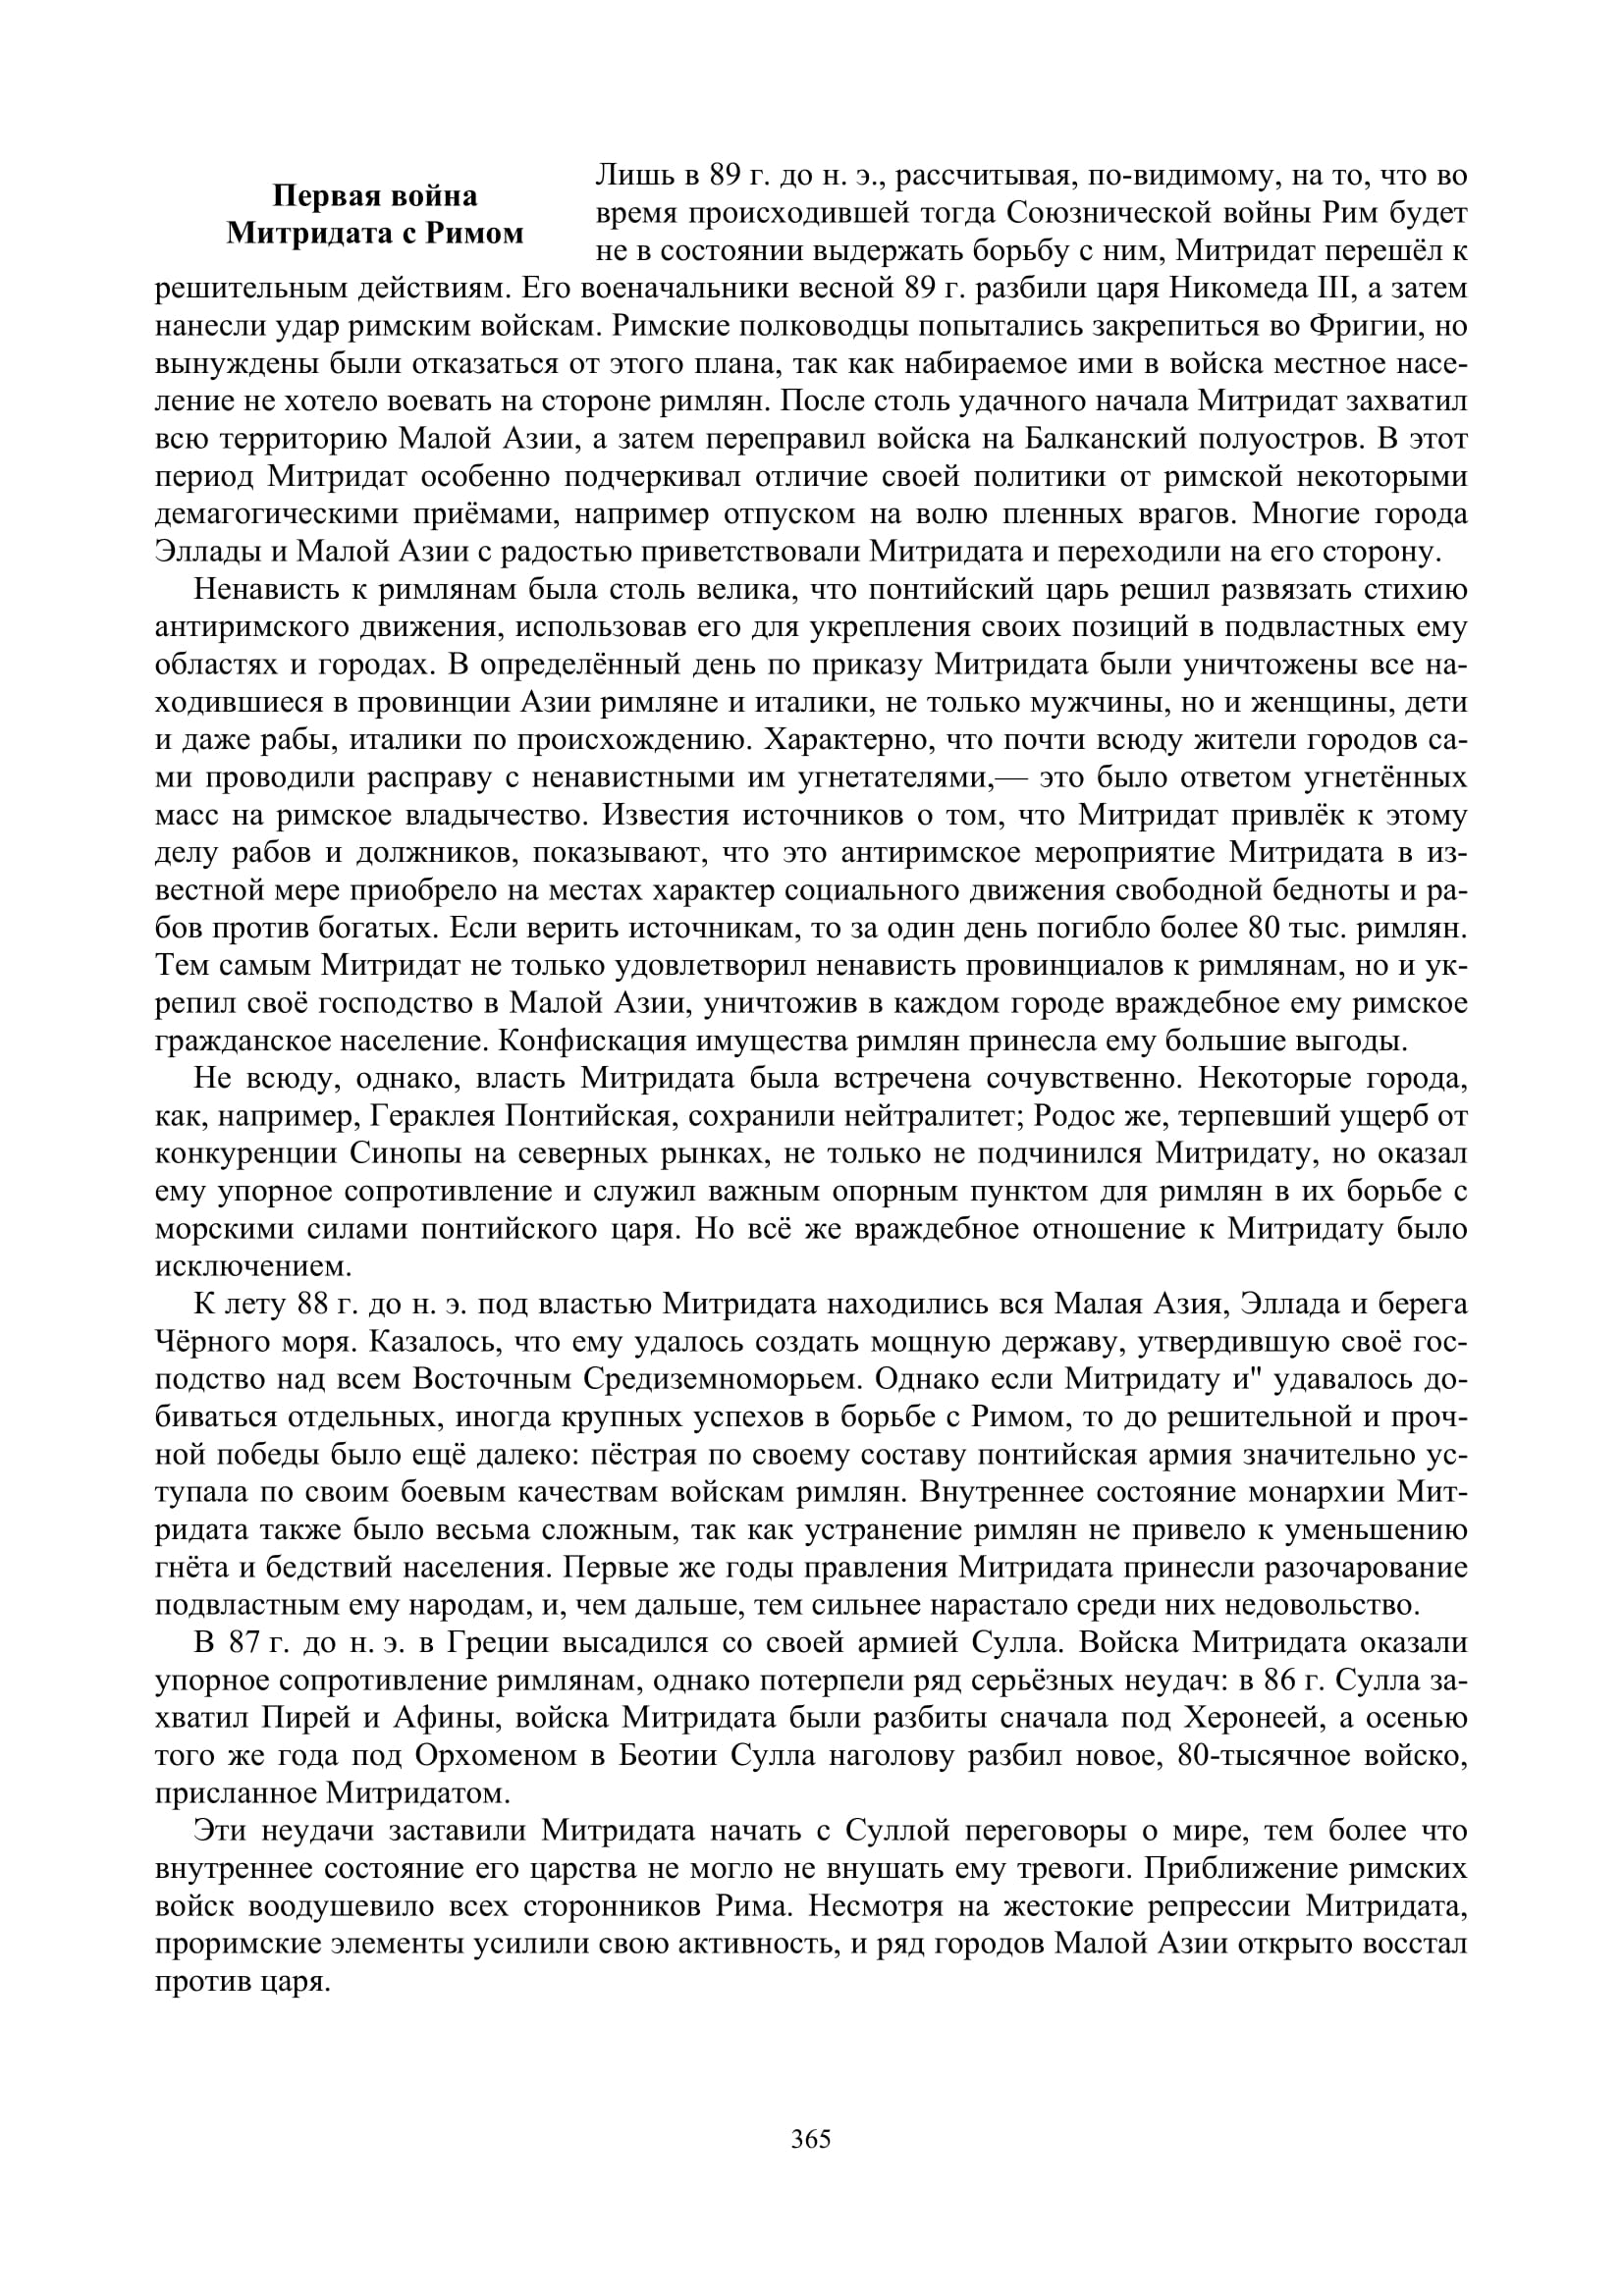 Первая война
Митридата с Римом
Лишь в 89 г. до н. э., рассчитывая, по-видимому, на то, что во
время происходившей тогда Союзнической войны Рим будет
не в состоянии выдержать борьбу с ним, Митридат перешёл к
решительным действиям. Его военачальники весной 89 г. разбили царя Никомеда III, а затем
нанесли удар римским войскам. Римские полководцы попытались закрепиться во Фригии, но
вынуждены были отказаться от этого плана, так как набираемое ими в войска местное насе-
ление не хотело воевать на стороне римлян. После столь удачного начала Митридат захватил
всю территорию Малой Азии, а затем переправил войска на Балканский полуостров. В этот
период Митридат особенно подчеркивал отличие своей политики от римской некоторыми
демагогическими приёмами, например отпуском на волю пленных врагов. Многие города
Эллады и Малой Азии с радостью приветствовали Митридата и переходили на его сторону.
Ненависть к римлянам была столь велика, что понтийский царь решил развязать стихию
антиримского движения, использовав его для укрепления своих позиций в подвластных ему
областях и городах. В определённый день по приказу Митридата были уничтожены все на-
ходившиеся в провинции Азии римляне и италики, не только мужчины, но и женщины, дети
и даже рабы, италики по происхождению. Характерно, что почти всюду жители городов са-
ми проводили расправу с ненавистными им угнетателями,— это было ответом угнетённых
масс на римское владычество. Известия источников о том, что Митридат привлёк к этому
делу рабов и должников, показывают, что это антиримское мероприятие Митридата в из-
вестной мере приобрело на местах характер социального движения свободной бедноты и ра-
бов против богатых. Если верить источникам, то за один день погибло более 80 тыс. римлян.
Тем самым Митридат не только удовлетворил ненависть провинциалов к римлянам, но и ук-
репил своё господство в Малой Азии, уничтожив в каждом городе враждебное ему римское
гражданское население. Конфискация имущества римлян принесла ему большие выгоды.
Не всюду, однако, власть Митридата была встречена сочувственно. Некоторые города,
как, например, Гераклея Понтийская, сохранили нейтралитет; Родос же, терпевший ущерб от
конкуренции Синопы на северных рынках, не только не подчинился Митридату, но оказал
ему упорное сопротивление и служил важным опорным пунктом для римлян в их борьбе с
морскими силами понтийского царя. Но всё же враждебное отношение к Митридату было
исключением.
К лету 88 г. до н. э. под властью Митридата находились вся Малая Азия, Эллада и берега
Чёрного моря. Казалось, что ему удалось создать мощную державу, утвердившую своё гос-
подство над всем Восточным Средиземноморьем. Однако если Митридату и" удавалось до-
биваться отдельных, иногда крупных успехов в борьбе с Римом, то до решительной и проч-
ной победы было ещё далеко: пёстрая по своему составу понтийская армия значительно ус-
тупала по своим боевым качествам войскам римлян. Внутреннее состояние монархии Мит-
ридата также было весьма сложным, так как устранение римлян не привело к уменьшению
гнёта и бедствий населения. Первые же годы правления Митридата принесли разочарование
подвластным ему народам, и, чем дальше, тем сильнее нарастало среди них недовольство.
В 87 г. до н. э. в Греции высадился со своей армией Сулла. Войска Митридата оказали
упорное сопротивление римлянам, однако потерпели ряд серьёзных неудач: в 86 г. Сулла за-
хватил Пирей и Афины, войска Митридата были разбиты сначала под Херонеей, а осенью
того же года под Орхоменом в Беотии Сулла наголову разбил новое, 80-тысячное войско,
присланное Митридатом.
Эти неудачи заставили Митридата начать с Суллой переговоры о мире, тем более что
внутреннее состояние его царства не могло не внушать ему тревоги. Приближение римских
войск воодушевило всех сторонников Рима. Несмотря на жестокие репрессии Митридата,
проримские элементы усилили свою активность, и ряд городов Малой Азии открыто восстал
против царя.
365